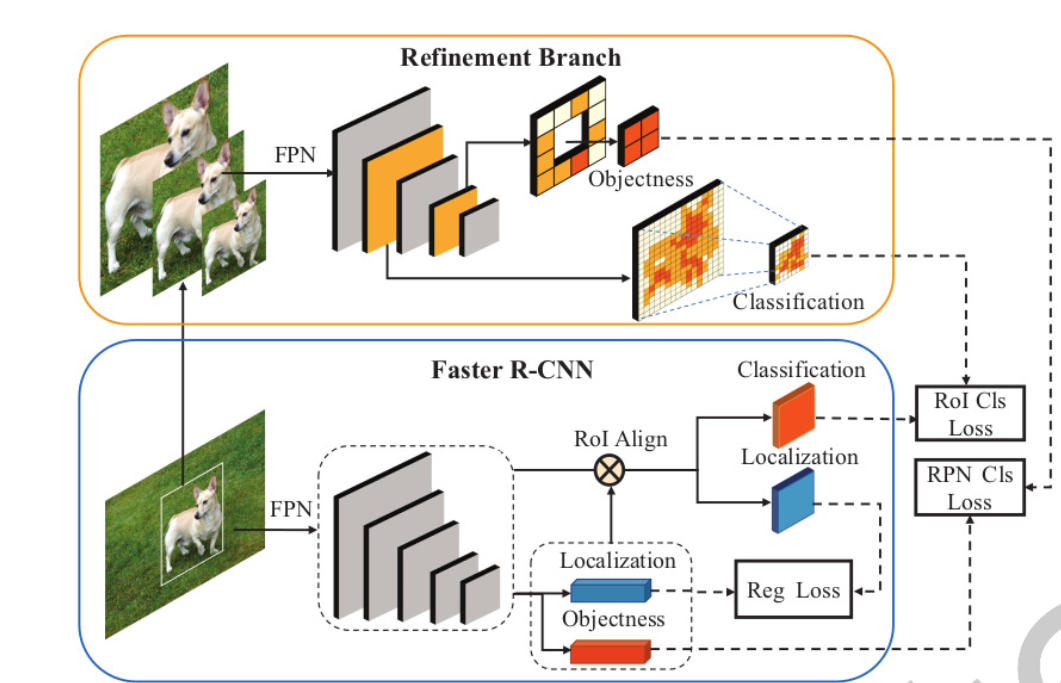 Refinement Branch
FPN
Objectness
Classification
Faster R-CNN
Classification
RoI Align
Localization
FPN
Localization
Objectness
RoI Cls
Loss
RPN Cls
Loss
Reg Loss